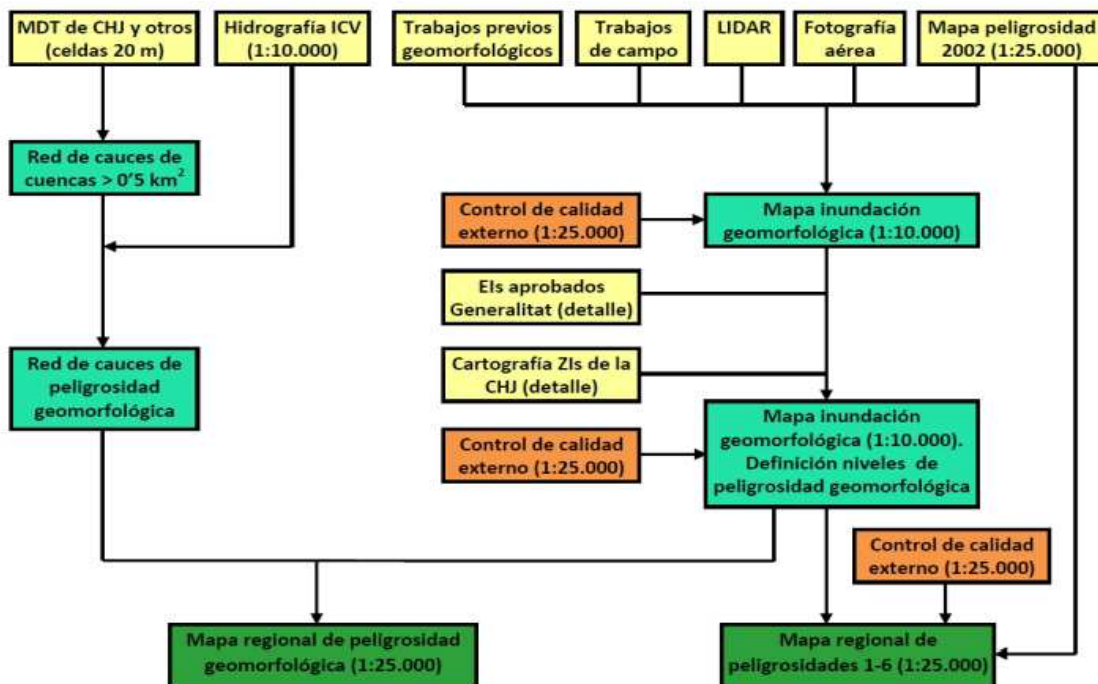 MDT de CHJ y otros
(celdas 20 m)
Hidrografía ICV
(1:10.000)
Trabajos previos
geomorfológicos
Trabajos
de campo
LIDAR
Fotografía
aérea
Mapa peligrosidad
2002 (1:25.000)
Red de cauces de
cuencas > 0'5 km²
Control de calidad
externo (1:25.000)
Mapa inundación
geomorfológica (1:10.000)
EIs aprobados
Generalitat (detalle)
Red de cauces de
peligrosidad
geomorfológica
Cartografía ZIs de la
CHJ (detalle)
Control de calidad
externo (1:25.000)
Mapa inundación
geomorfológica (1:10.000).
Definición niveles de
peligrosidad geomorfológica
Control de calidad
externo (1:25.000)
Mapa regional de peligrosidad
geomorfológica (1:25.000)
Mapa regional de
peligrosidades 1-6 (1:25.000)